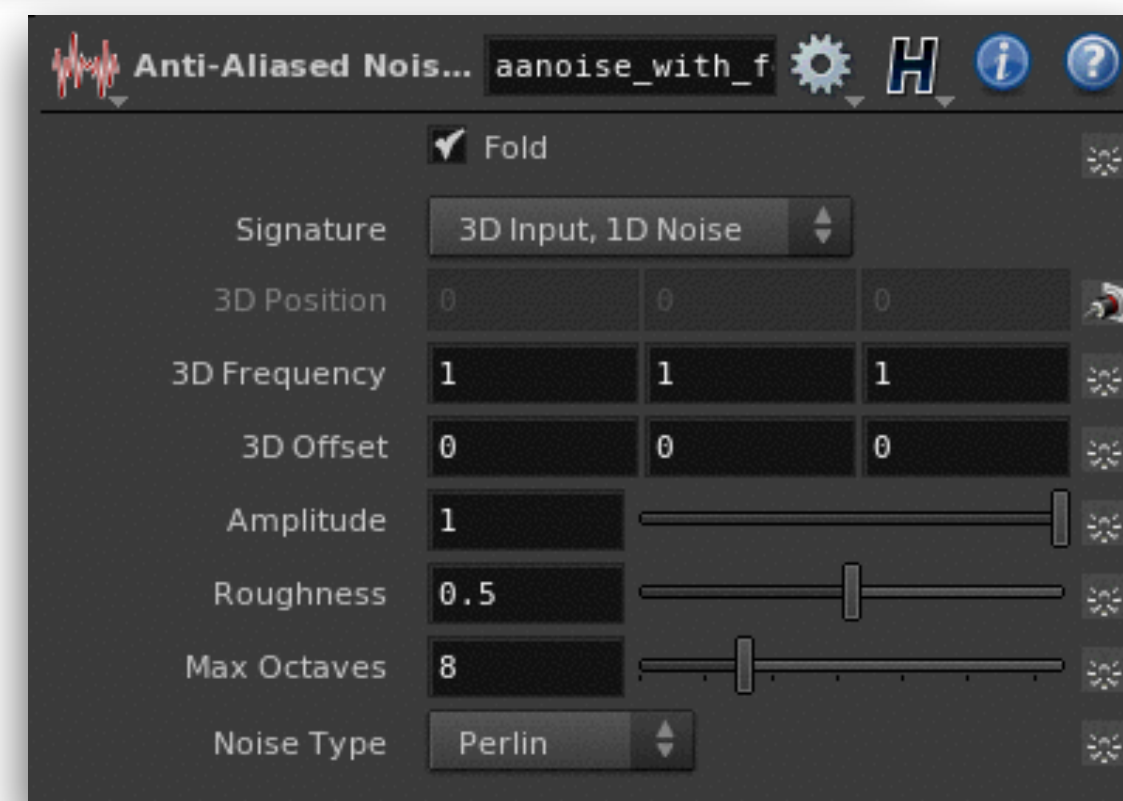 Anti-Aliased Nois... aanoise_with_f
Fold
Signature 3D Input, 1D Noise
3D Position 0 0 0
3D Frequency 1 1 1
3D Offset 0 0 0
Amplitude 1
Roughness 0.5
Max Octaves 8
Noise Type Perlin